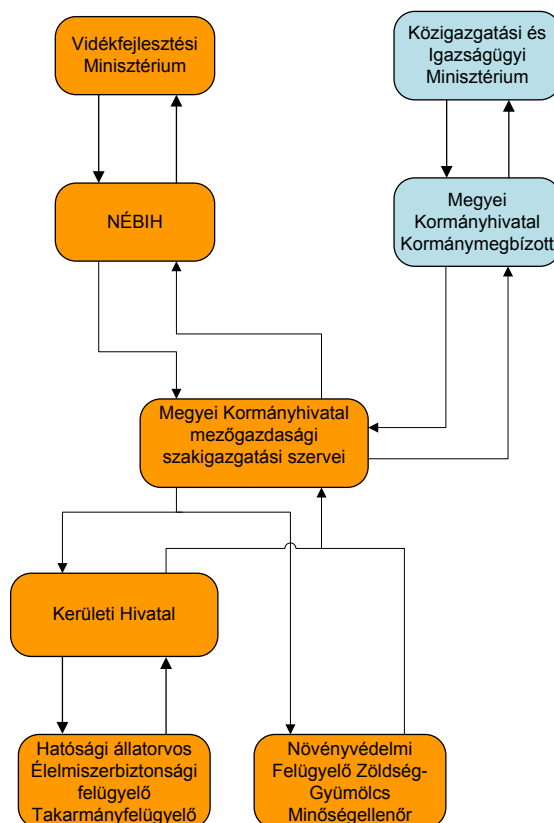 Vidékfejlesztési
Minisztérium
Közigazgatási és
Igazságügyi
Minisztérium
NÉBIH
Megyei
Kormányhivatal
Kormánymegbízott
Megyei Kormányhivatal
mezőgazdasági
szakigazgatási szervei
Kerületi Hivatal
Hatósági állatorvos
Élelmiszerbiztonsági
felügyelő
Takarmányfelügyelő
Növényvédelmi
Felügyelő Zöldség-
Gyümölcs
Minőségellenőr